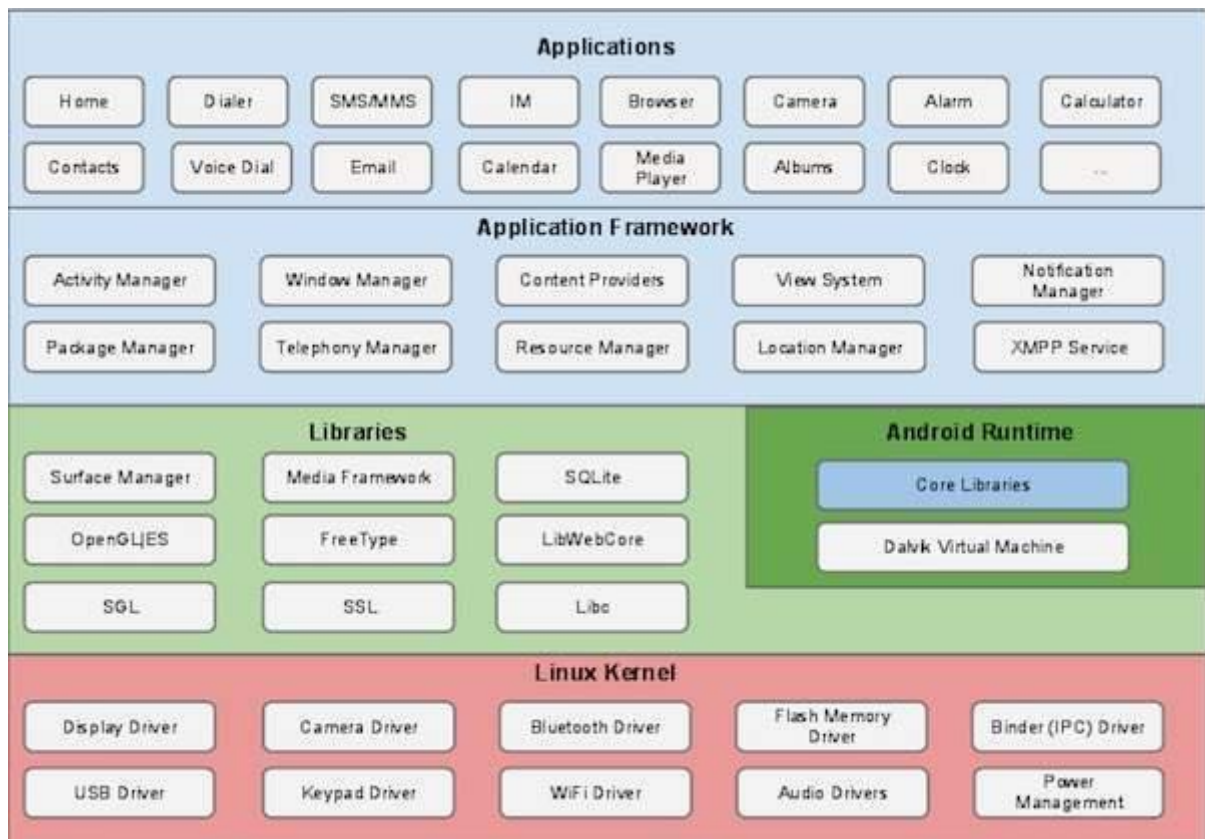 Applications
Home
Dialer
SMS/MMS
IM
Browser
Camera
Alarm
Calculator
Contacts
Voice Dial
Email
Calendar
Media
Player
Albums
Clock
...
Application Framework
Activity Manager
Window Manager
Content Providers
View System
Notification
Manager
Package Manager
Telephony Manager
Resource Manager
Location Manager
XMPP Service
Libraries
Surface Manager
Media Framework
SQLite
OpenGL|ES
FreeType
LibWebCore
SGL
SSL
Libc
Android Runtime
Core Libraries
Dalvik Virtual Machine
Linux Kernel
Display Driver
Camera Driver
Bluetooth Driver
Flash Memory
Driver
Binder (IPC) Driver
USB Driver
Keypad Driver
WiFi Driver
Audio Drivers
Power
Management